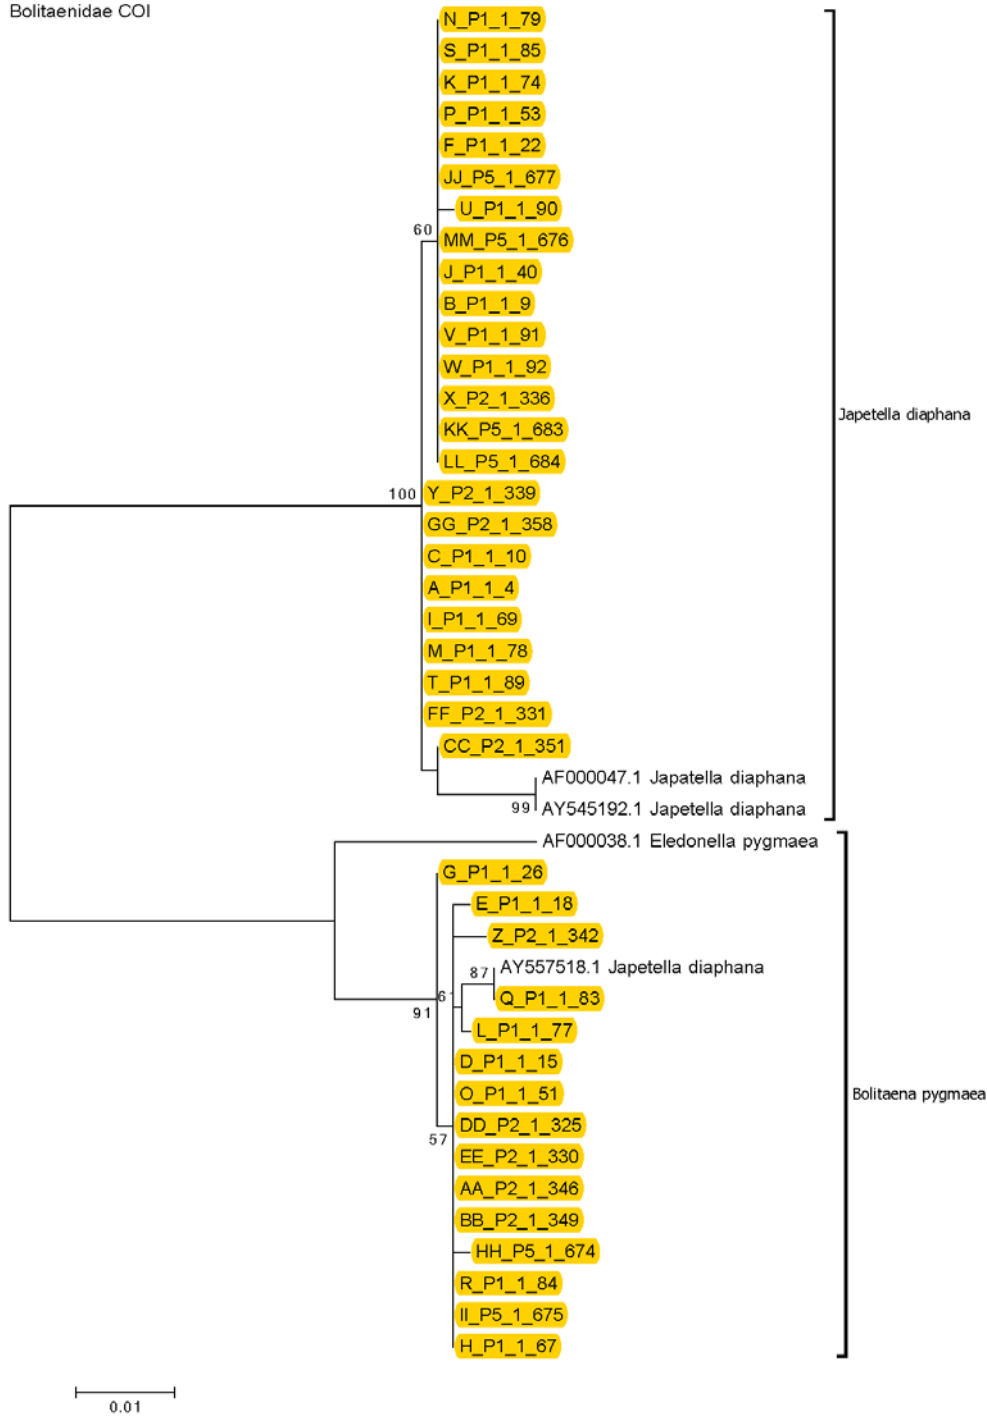 Bolitaenidae COI
N_P1_1_79
S_P1_1_85
K_P1_1_74
P_P1_1_53
F_P1_1_22
JJ_P5_1_677
U_P1_1_90
60
MM_P5_1_676
J_P1_1_40
B_P1_1_9
V_P1_1_91
W_P1_1_92
X_P2_1_336
Japetella diaphana
KK_P5_1_683
LL_P5_1_684
100
Y_P2_1_339
GG_P2_1_358
C_P1_1_10
A_P1_1_4
I_P1_1_69
M_P1_1_78
T_P1_1_89
FF_P2_1_331
CC_P2_1_351
AF000047.1 Japatella diaphana
99
AY545192.1 Japetella diaphana
AF000038.1 Eledonella pygmaea
G_P1_1_26
E_P1_1_18
Z_P2_1_342
AY557518.1 Japetella diaphana
87
Q_P1_1_83
61
91
L_P1_1_77
D_P1_1_15
O_P1_1_51
Bolitaena pygmaea
DD_P2_1_325
57
EE_P2_1_330
AA_P2_1_346
BB_P2_1_349
HH_P5_1_674
R_P1_1_84
II_P5_1_675
H_P1_1_67
0.01